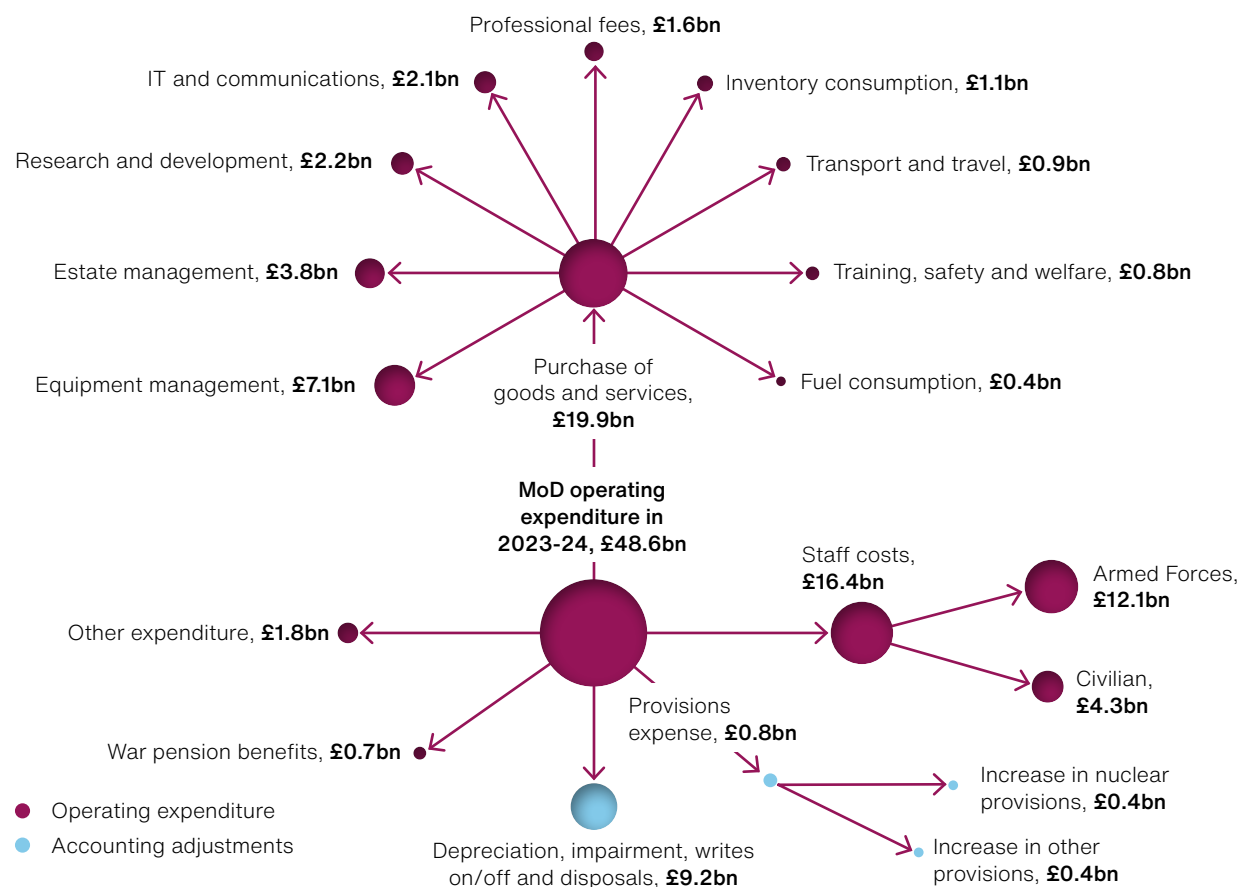 Professional fees, £1.6bn
IT and communications, £2.1bn
Inventory consumption, £1.1bn
Research and development, £2.2bn
Transport and travel, £0.9bn
Estate management, £3.8bn
Training, safety and welfare, £0.8bn
Equipment management, £7.1bn
Purchase of
goods and services,
£19.9bn
Fuel consumption, £0.4bn
MoD operating
expenditure in
2023-24, £48.6bn
Staff costs,
£16.4bn
Armed Forces,
£12.1bn
Other expenditure, £1.8bn
Civilian,
£4.3bn
Provisions
expense, £0.8bn
War pension benefits, £0.7bn
Increase in nuclear
provisions, £0.4bn
Operating expenditure
Accounting adjustments
Depreciation, impairment, writes
on/off and disposals, £9.2bn
Increase in other
provisions, £0.4bn